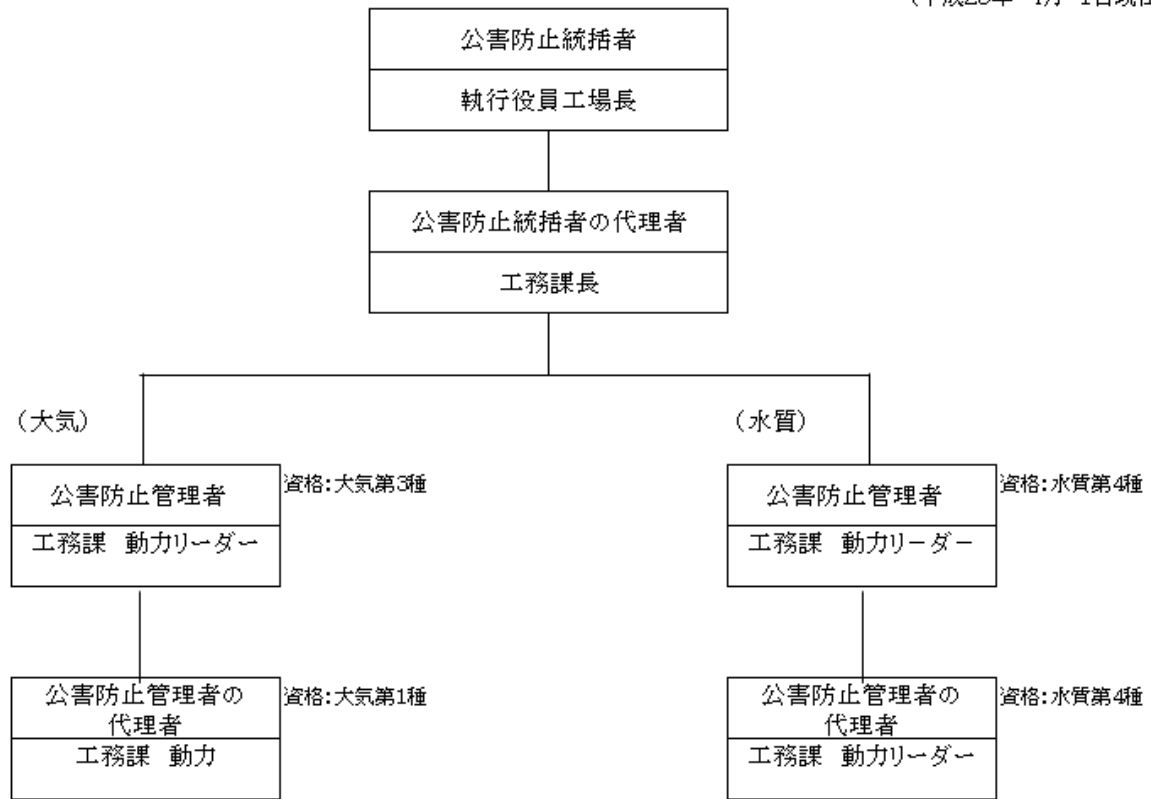 公害防止統括者
執行役員工場長
公害防止統括者の代理者
工務課長
(大気)
(水質)
公害防止管理者
資格:大気第3種
工務課 動力リーダー
公害防止管理者
資格:水質第4種
工務課 動力リーダー
公害防止管理者の
代理者
資格:大気第1種
工務課 動力
公害防止管理者の
代理者
資格:水質第4種
工務課 動力リーダー